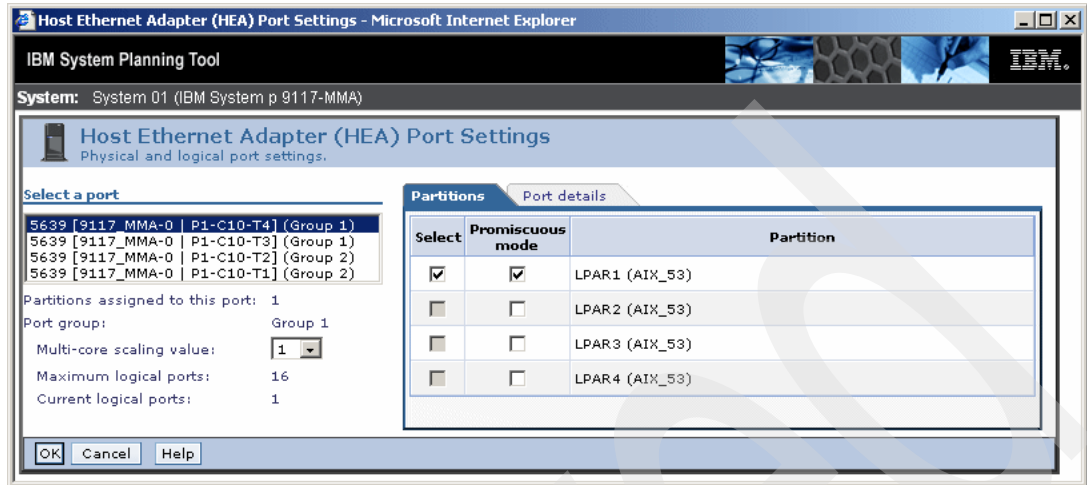 Host Ethernet Adapter (HEA) Port Settings - Microsoft Internet Explorer
IBM System Planning Tool
IBM.
System: System 01 (IBM System p 9117-MMA)
Host Ethernet Adapter (HEA) Port Settings
Physical and logical port settings.
Select a port
5639 [9117_MMA-0 | P1-C10-T4] (Group 1)
5639 [9117_MMA-0 | P1-C10-T3] (Group 1)
5639 [9117_MMA-0 | P1-C10-T2] (Group 2)
5639 [9117_MMA-0 | P1-C10-T1] (Group 2)
Partitions assigned to this port: 1
Port group: Group 1
Multi-core scaling value: 1
Maximum logical ports: 16
Current logical ports: 1
Partitions Port details
Select Promiscuous mode Partition
LPAR1 (AIX_53)
LPAR2 (AIX_53)
LPAR3 (AIX_53)
LPAR4 (AIX_53)
OK Cancel Help